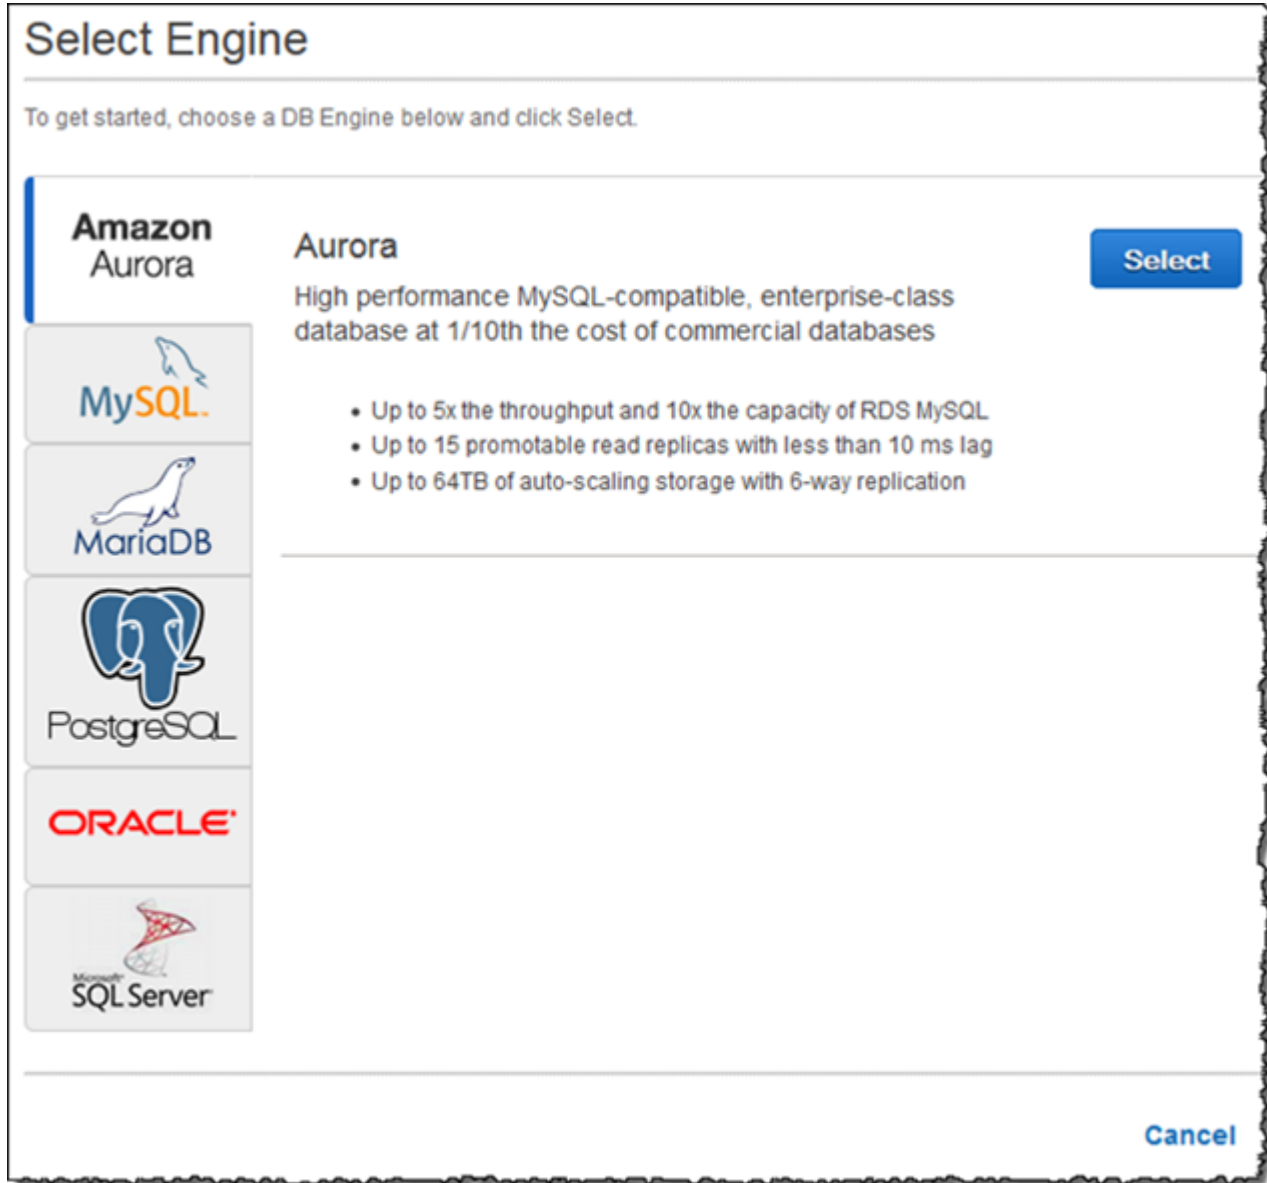 Select Engine
To get started, choose a DB Engine below and click Select.
Amazon
Aurora
Aurora
Select
High performance MySQL-compatible, enterprise-class
database at 1/10th the cost of commercial databases
• Up to 5x the throughput and 10x the capacity of RDS MySQL
• Up to 15 promotable read replicas with less than 10 ms lag
• Up to 64TB of auto-scaling storage with 6-way replication
MySQL
MariaDB
PostgreSQL
ORACLE
Microsoft
SQL Server
Cancel